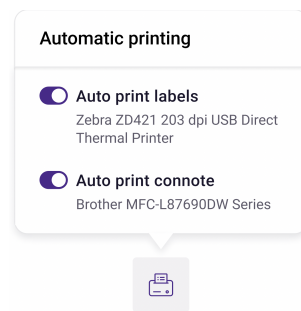 Automatic printing
Auto print labels
Zebra ZD421 203 dpi USB Direct
Thermal Printer
Auto print connote
Brother MFC-L87690DW Series